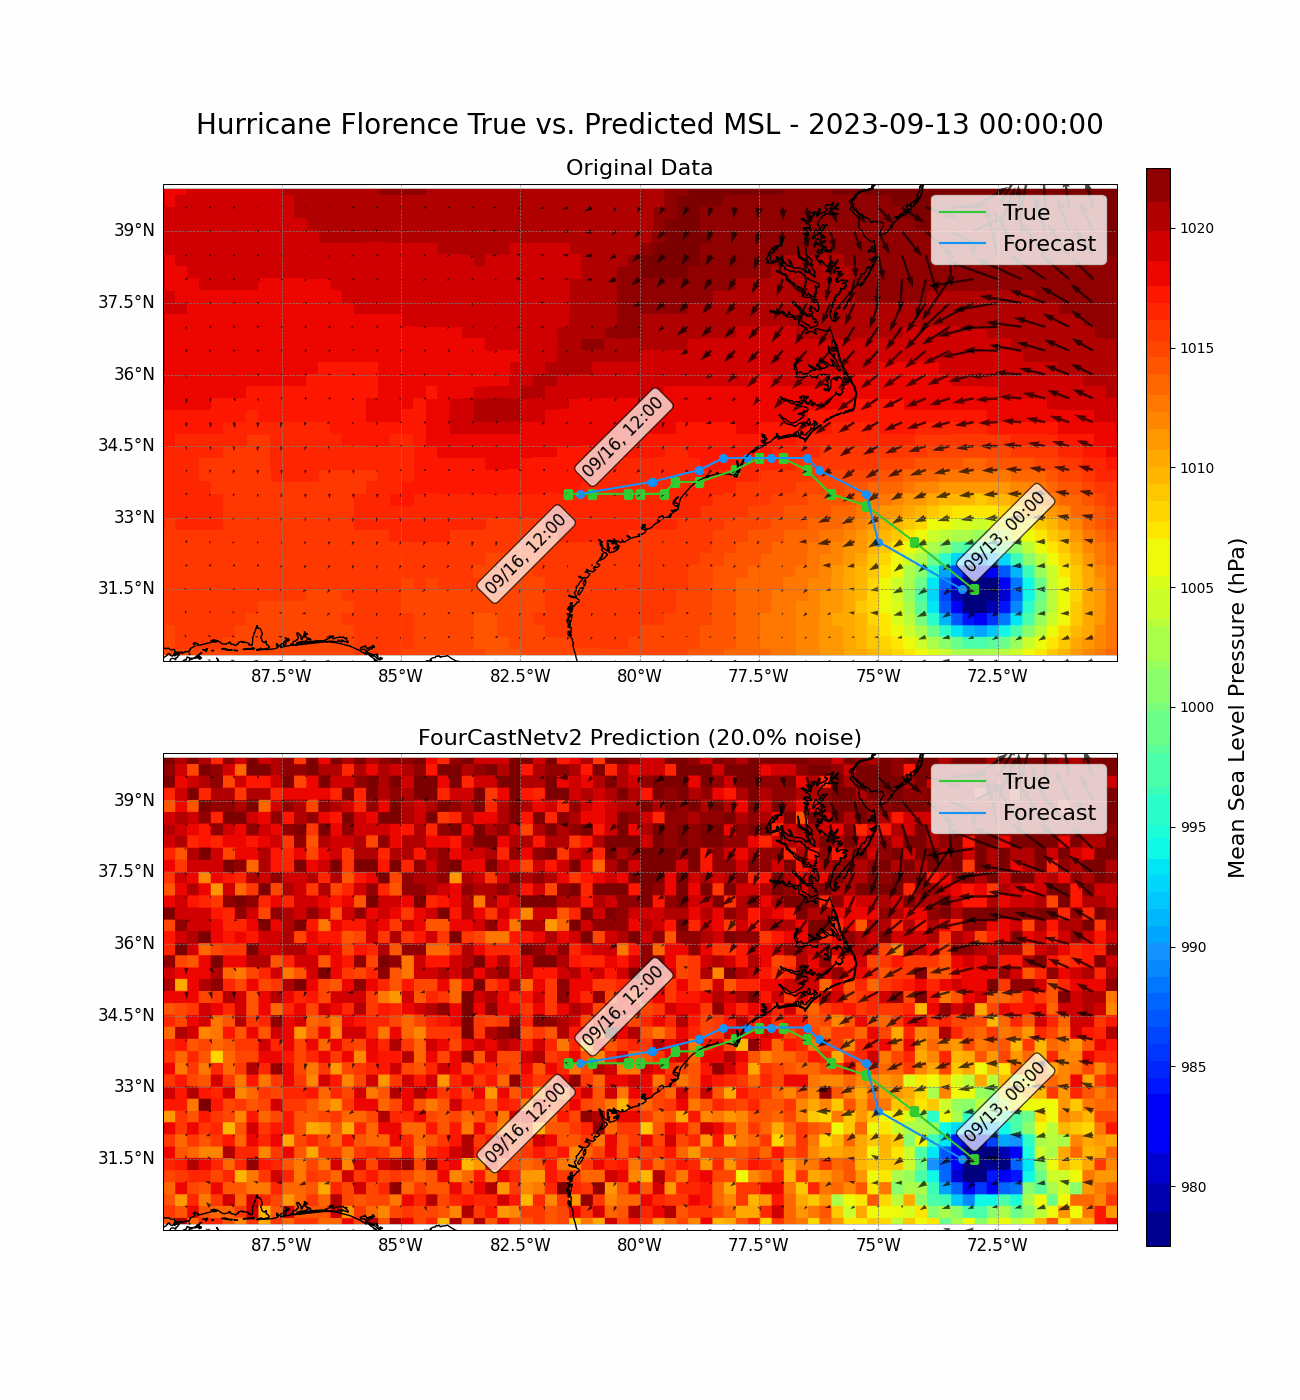 Hurricane Florence True vs. Predicted MSL - 2023-09-13 00:00:00
Original Data
True
Forecast
39°N
37.5°N
36°N
34.5°N
33°N
31.5°N
09/16, 12:00
09/16, 12:00
09/13, 00:00
87.5°W
85°W
82.5°W
80°W
77.5°W
75°W
72.5°W
FourCastNetv2 Prediction (20.0% noise)
True
Forecast
39°N
37.5°N
36°N
34.5°N
33°N
31.5°N
09/16, 12:00
09/16, 12:00
09/13, 00:00
87.5°W
85°W
82.5°W
80°W
77.5°W
75°W
72.5°W
1020
1015
1010
1005
1000
995
990
985
980
Mean Sea Level Pressure (hPa)